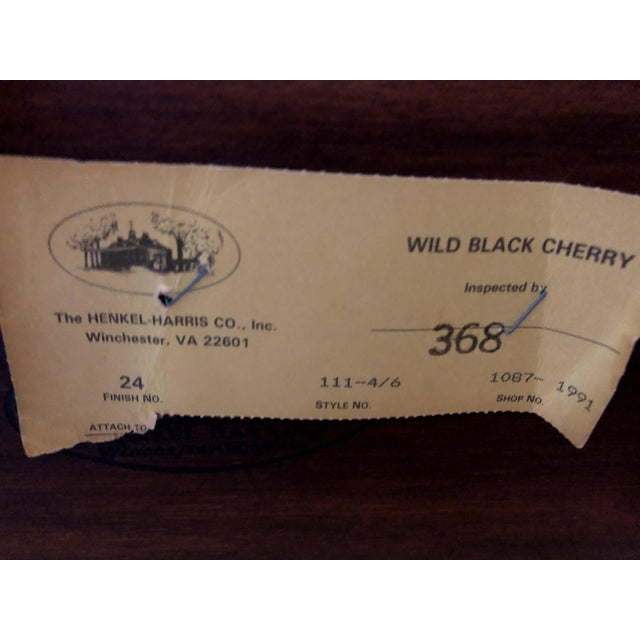 WILD BLACK CHERRY
Inspected by
368
The HENKEL-HARRIS CO., Inc.
Winchester, VA 22601
24
FINISH NO.
111-4/6
STYLE NO.
1087- 1991
SHOP NO.
ATTACH TO